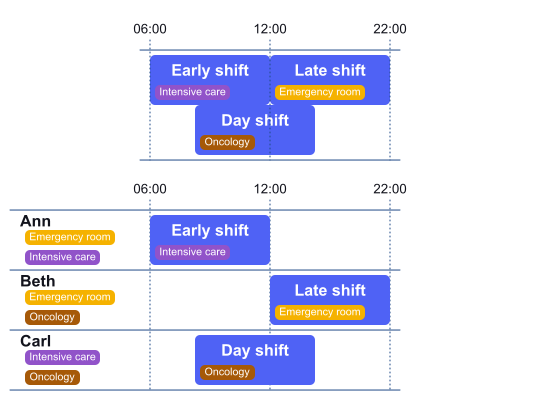 06:00 12:00 22:00
Early shift Late shift
Intensive care Emergency room
Day shift
Oncology
06:00 12:00 22:00
Ann
Emergency room
Intensive care
Early shift
Intensive care
Beth
Emergency room
Oncology
Late shift
Emergency room
Carl
Intensive care
Oncology
Day shift
Oncology